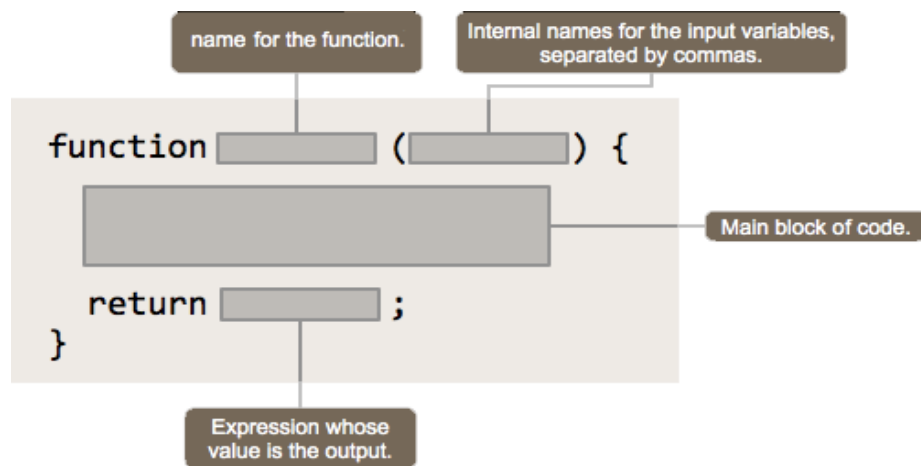 name for the function.
Internal names for the input variables,
separated by commas.
function ( ) {
Main block of code.
return ;
}
Expression whose
value is the output.